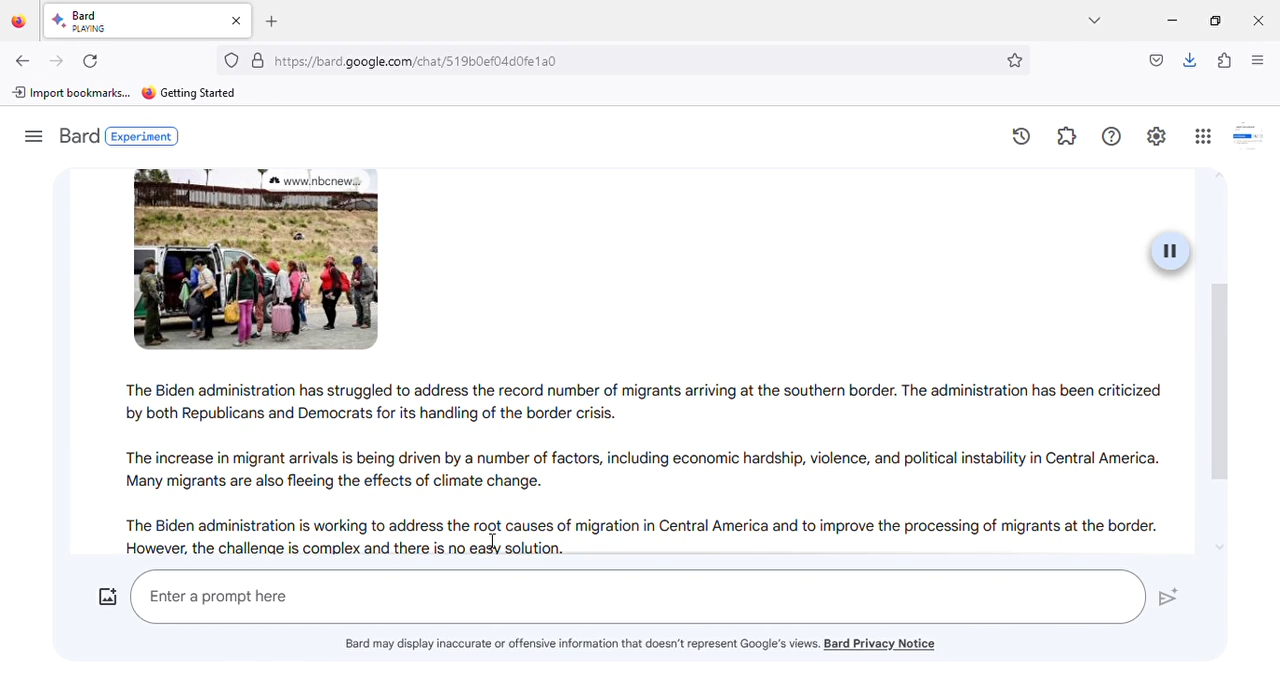 Bard
PLAYING
https://bard.google.com/chat/519b0ef04d0fe1a0
Import bookmarks...
Getting Started
Bard Experiment
www.nbcnew...
The Biden administration has struggled to address the record number of migrants arriving at the southern border. The administration has been criticized
by both Republicans and Democrats for its handling of the border crisis.
The increase in migrant arrivals is being driven by a number of factors, including economic hardship, violence, and political instability in Central America.
Many migrants are also fleeing the effects of climate change.
The Biden administration is working to address the root causes of migration in Central America and to improve the processing of migrants at the border.
However, the challenge is complex and there is no easy solution.
Enter a prompt here
Bard may display inaccurate or offensive information that doesn't represent Google's views. Bard Privacy Notice